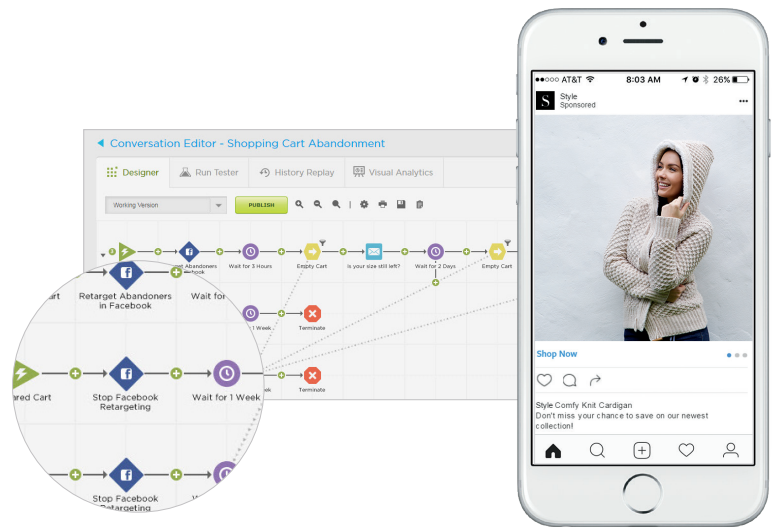 Conversation Editor - Shopping Cart Abandonment
Designer
Run Tester
History Replay
Visual Analytics
Working Version
PUBLISH
Wait for 3 Hours
Empty Cart
Is your size still left?
Wait for 2 Days
Empty Cart
1 Week
Terminate
Terminate
Retarget Abandoners
in Facebook
Wait for
Cart
Stop Facebook
Retargeting
Wait for 1 Week
Stop Facebook
Retargeting
AT&T
8:03 AM
26%
S
Style
Sponsored
Shop Now
Style Comfy Knit Cardigan
Don't miss your chance to save on our newest
collection!